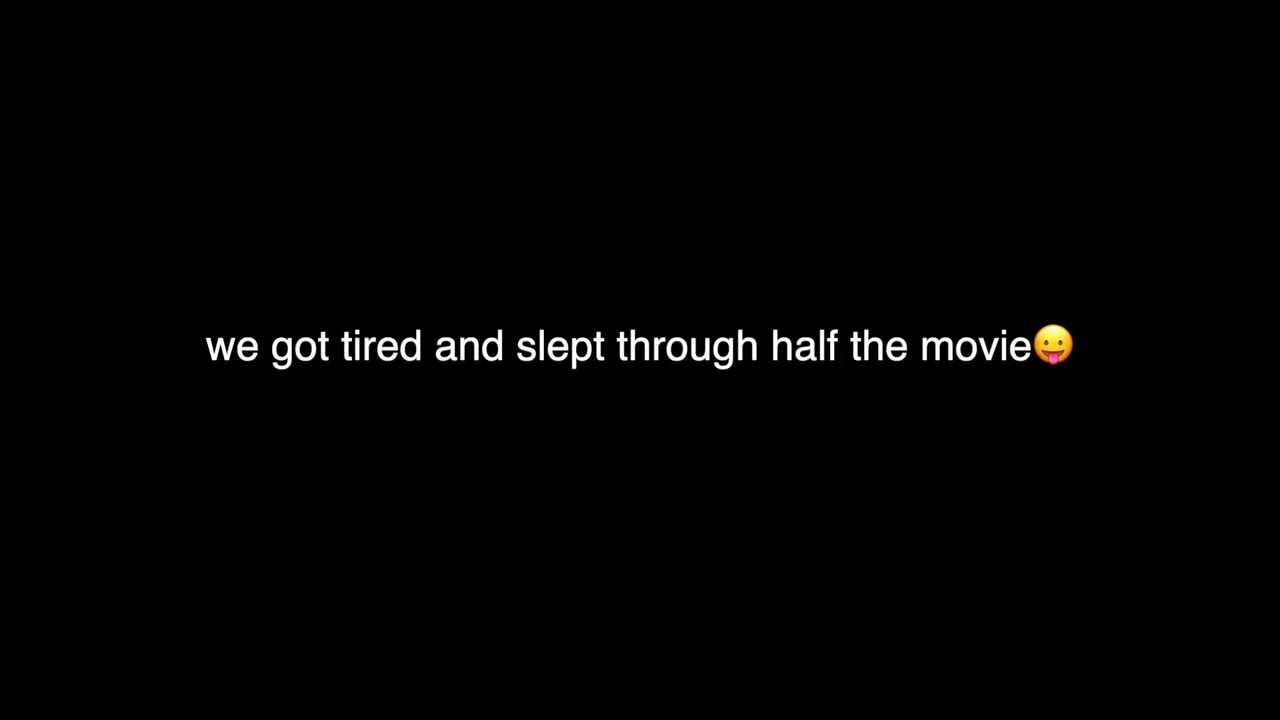 we got tired and slept through half the movie😛